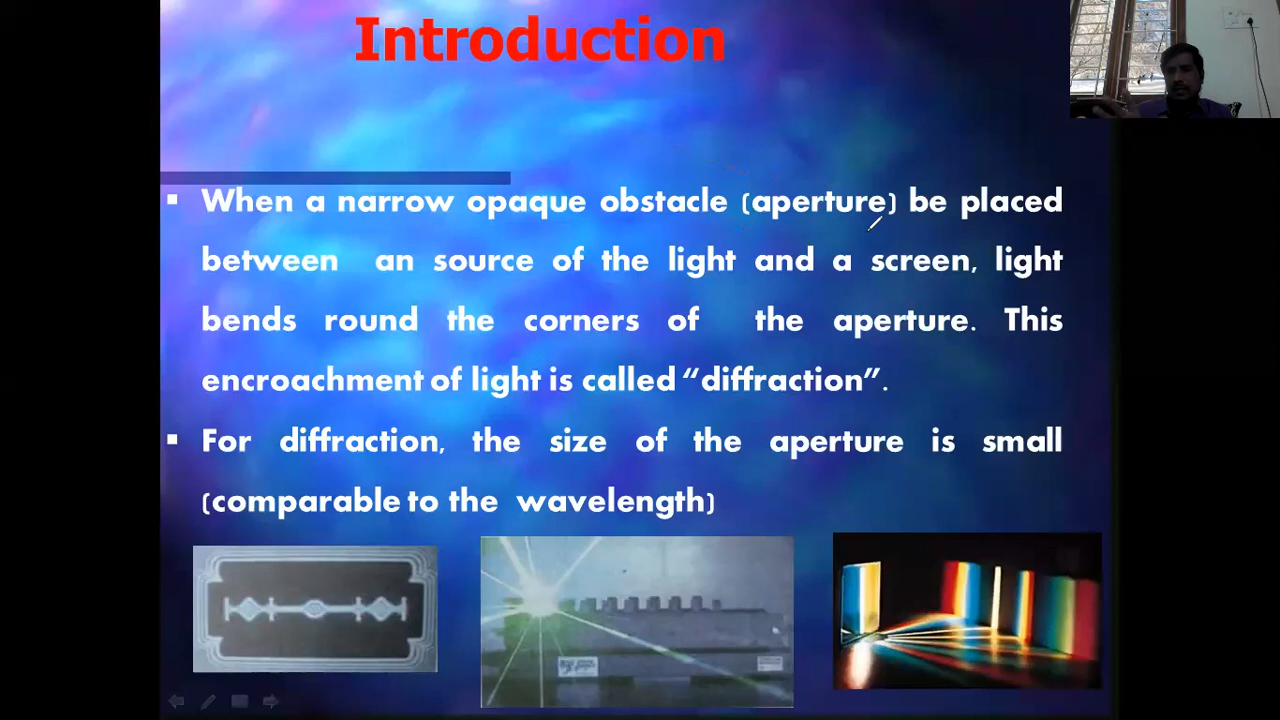 Introduction
▪ When a narrow opaque obstacle (aperture) be placed
between an source of the light and a screen, light
bends round the corners of the aperture. This
encroachment of light is called “diffraction”.
▪ For diffraction, the size of the aperture is small
(comparable to the wavelength)